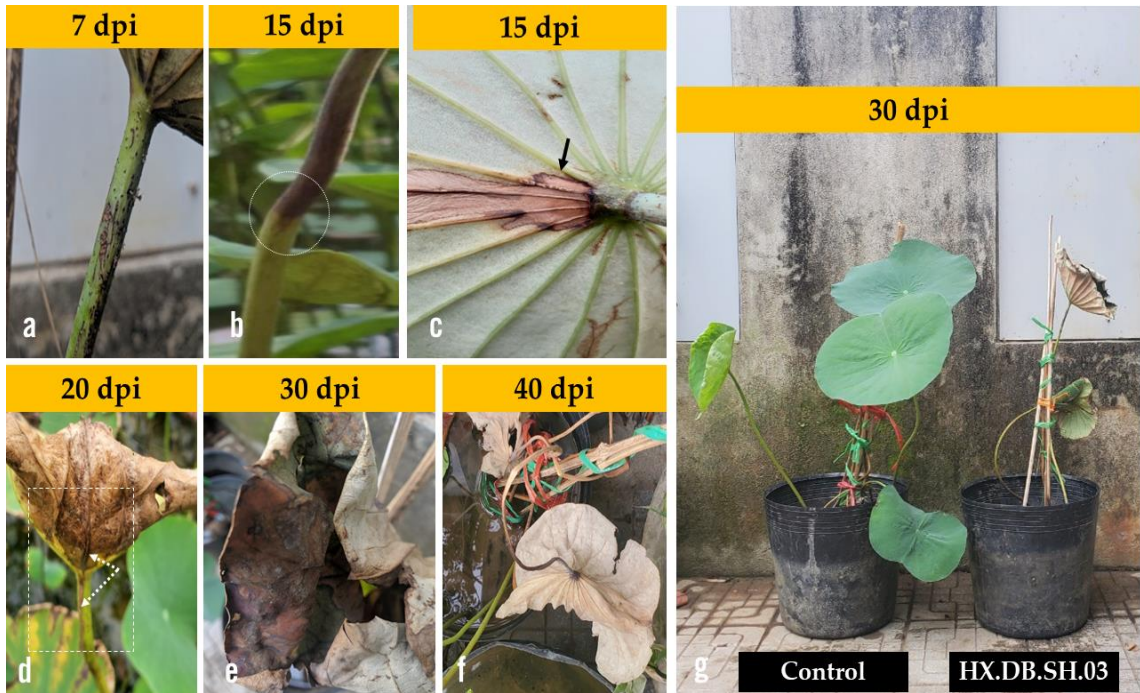 7 dpi
15 dpi
15 dpi
30 dpi
a
b
c
20 dpi
30 dpi
40 dpi
d
e
f
g
Control
HX.DB.SH.03